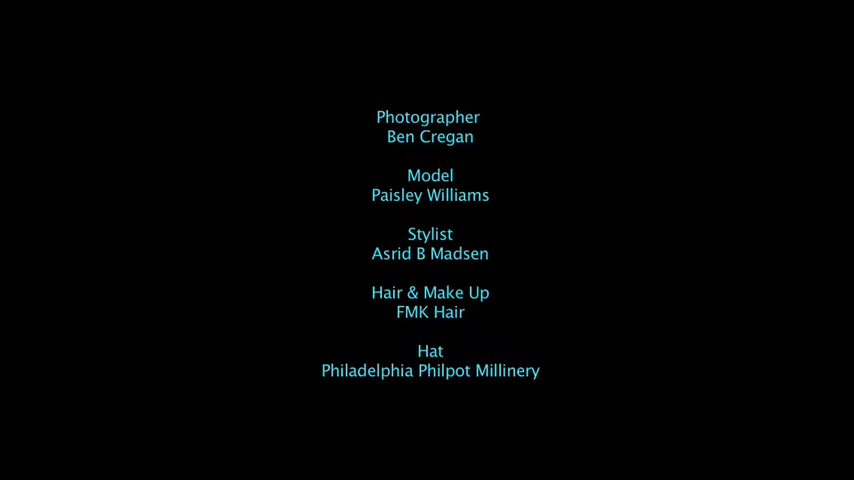 Photographer
Ben Cregan
Model
Paisley Williams
Stylist
Asrid B Madsen
Hair & Make Up
FMK Hair
Hat
Philadelphia Philpot Millinery